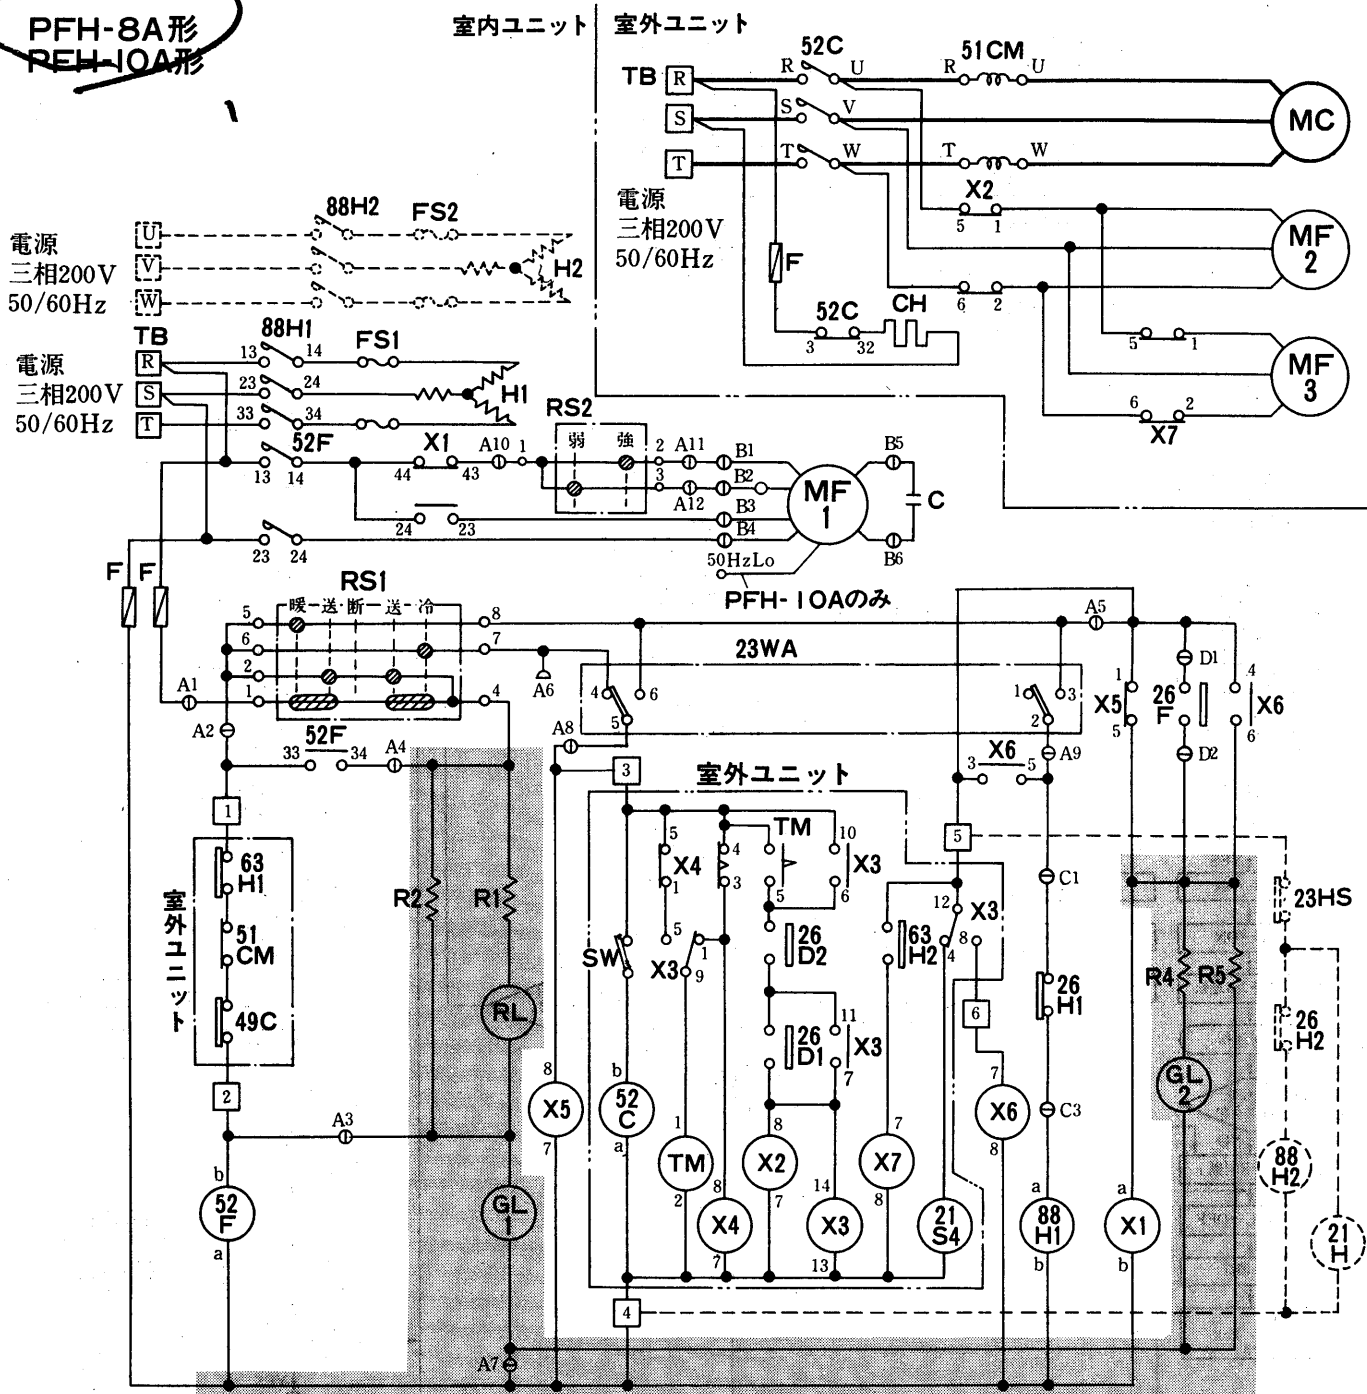 PFH-8A形
PFH-10A形
室内ユニット
室外ユニット
TB
R
S
T
52C
51CM
R U R U
S V
T W T W
MC
X2
5 1
6 2
MF
2
MF
3
5 1
6 2
X7
電源
三相200V
50/60Hz
F
52C
3 32
CH
電源
三相200V
50/60Hz
U
V
W
88H2
FS2
H2
TB
電源
三相200V
50/60Hz
R
S
T
88H1
FS1
H1
13 14
23 24
33 34
52F
13 14
23 24
X1
44 43
24 23
A10
1
RS2
弱 強
2
3
A11
A12
B1
B2
B3
B4
B5
B6
MF
1
C
50HzLo
PFH-10Aのみ
F F
RS1
暖-送-断-送-冷
5 8
6 7
2
1 4
A1
A2
A6
23WA
4 6
5
1 3
2
A5
A8
A9
52F
33 34
A4
X5
1
5
D1
26
F
D2
4
X6
6
1
室外ユニット
63
H1
51
CM
49C
2
A3
b
52
F
a
R2
R1
RL
GL
1
A7
8
X5
7
3
室外ユニット
SW
b
52
C
a
4
5
X4
1
4
3
TM
5
10
X3
6
5
X3
1
9
26
D2
26
D1
11
X3
7
1
TM
2
8
X4
7
8
X2
7
14
X3
13
63
H2
7
X7
8
12
X3
4
8
21
S4
5
6
7
X6
8
X6
3 5
C1
26
H1
C3
a
88
H1
b
a
X1
b
R4
R5
GL
2
23HS
26
H2
88
H2
21
H